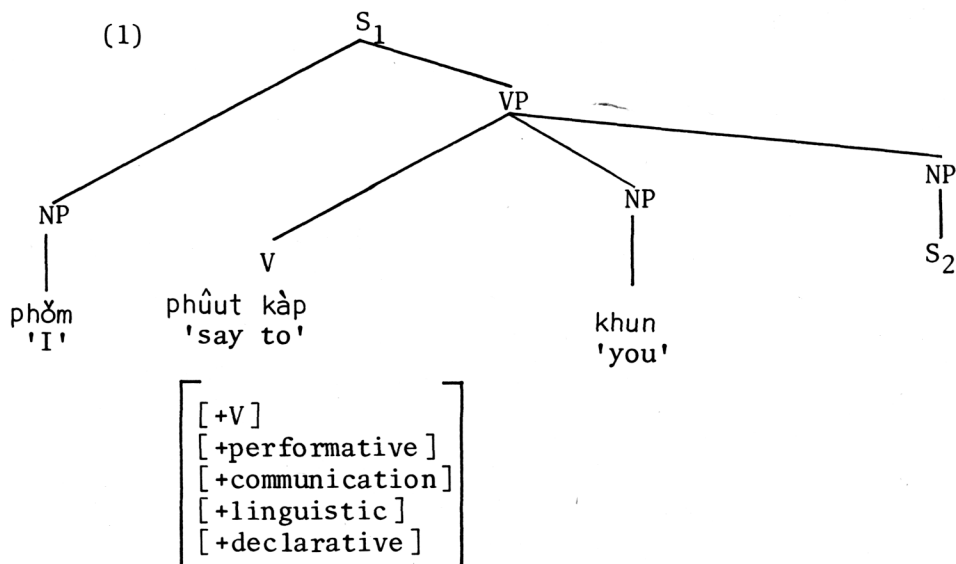 (1) S1
VP
NP
NP NP
V S2
phǒm phûut kàp khun
'I' 'say to' 'you'
[+V]
[+performative]
[+communication]
[+linguistic]
[+declarative]